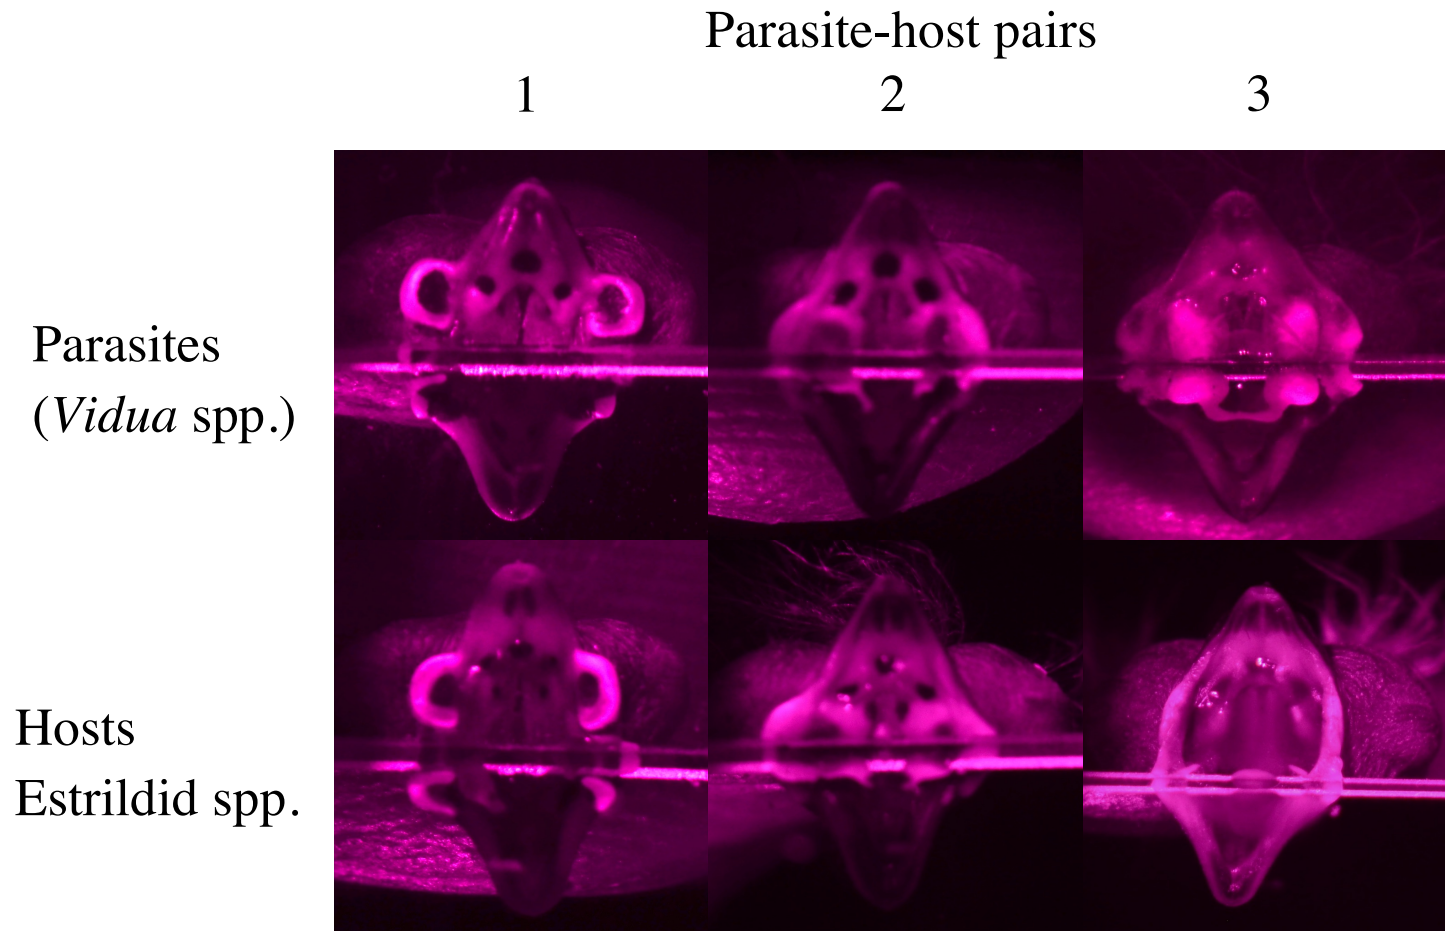 Parasite-host pairs
1 2 3
Parasites
(Vidua spp.)
Hosts
Estrildid spp.